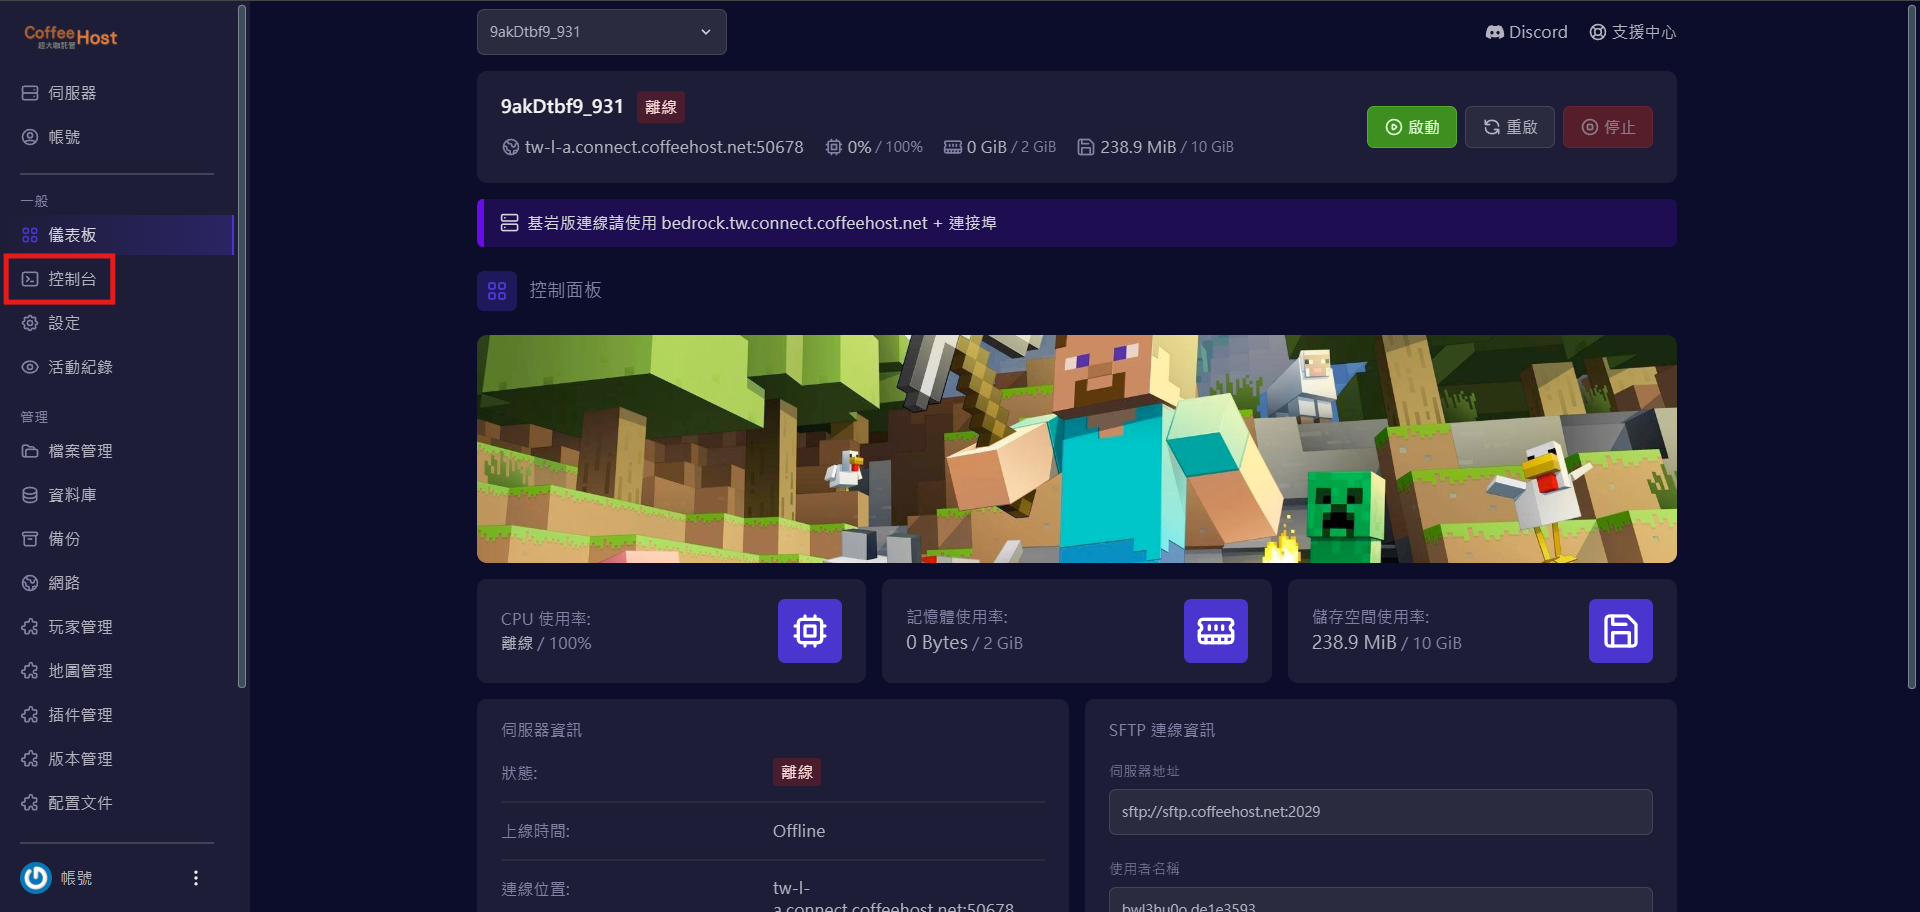 CoffeeHost
超大咖託管
伺服器
帳號
一般
儀表板
控制台
設定
活動紀錄
管理
檔案管理
資料庫
備份
網路
玩家管理
地圖管理
插件管理
版本管理
配置文件
帳號
9akDtbf9_931
Discord
支援中心
9akDtbf9_931 離線
tw-l-a.connect.coffeehost.net:50678 0% / 100% 0 GiB / 2 GiB 238.9 MiB / 10 GiB
啟動 重啟 停止
基岩版連線請使用 bedrock.tw.connect.coffeehost.net + 連接埠
控制面板
CPU 使用率:
離線 / 100%
記憶體使用率:
0 Bytes / 2 GiB
儲存空間使用率:
238.9 MiB / 10 GiB
伺服器資訊
狀態: 離線
上線時間: Offline
連線位置: tw-l-
a.connect.coffeehost.net:50678
SFTP 連線資訊
伺服器地址
sftp://sftp.coffeehost.net:2029
使用者名稱
bwl3hu0o.de1e3593